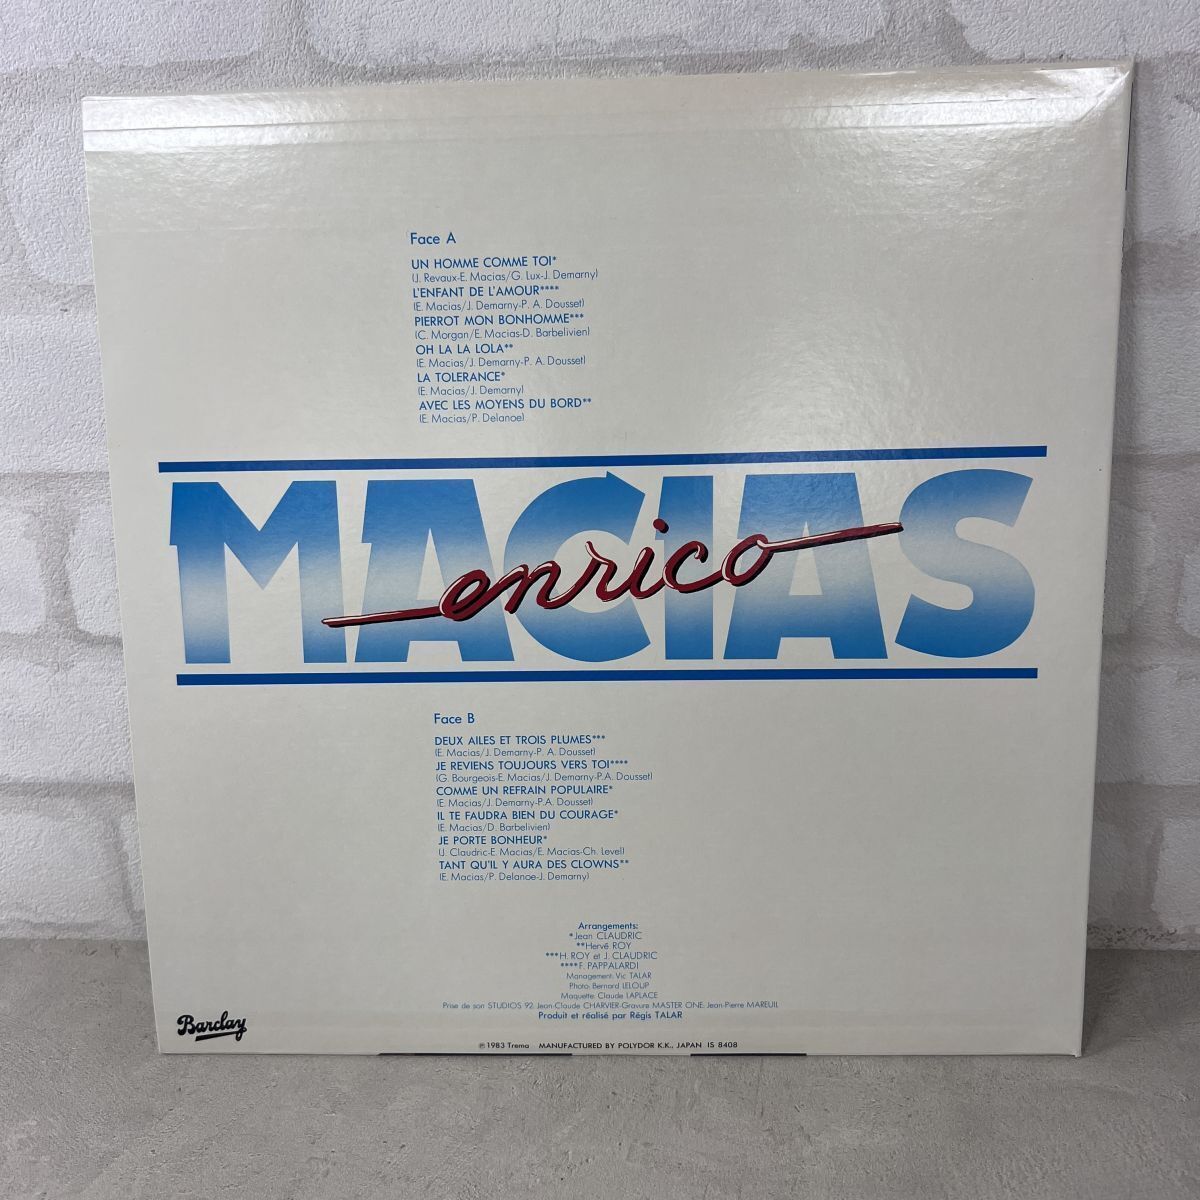 Face A
UN HOMME COMME TOI*
(J. Revaux-E. Macias/G. Lux-J. Demarny)
L'ENFANT DE L'AMOUR****
(E. Macias/J. Demarny-P. A. Dousset)
PIERROT MON BONHOMME***
(C. Morgan/E. Macias-D. Barbelivien)
OH LA LA LOLA**
(E. Macias/J. Demarny-P. A. Dousset)
LA TOLERANCE*
(E. Macias/J. Demarny)
AVEC LES MOYENS DU BORD**
(E. Macias/P. Delanoe)
MACIAS
enrico
Face B
DEUX AILES ET TROIS PLUMES***
(E. Macias/J. Demarny-P. A. Dousset)
JE REVIENS TOUJOURS VERS TOI****
(G. Bourgeois-E. Macias/J. Demarny-P.A. Dousset)
COMME UN REFRAIN POPULAIRE*
(E. Macias/J. Demarny-P.A. Dousset)
IL TE FAUDRA BIEN DU COURAGE*
(E. Macias/D. Barbelivien)
JE PORTE BONHEUR*
(J. Claudric-E. Macias/E. Macias-Ch. Level)
TANT QU'IL Y AURA DES CLOWNS**
(E. Macias/P. Delanoe-J. Demarny)
Arrangements:
*Jean CLAUDRIC
**Hervé ROY
***H. ROY et J. CLAUDRIC
****F. PAPPALARDI
Management: Vic TALAR
Photo: Bernard LELOUP
Maquette: Claude LAPLACE
Prise de son STUDIOS 92, Jean-Claude CHARVIER-Gravure MASTER ONE, Jean-Pierre MAREUIL
Produit et réalisé par Régis TALAR
Barclay
℗ 1983 Trema MANUFACTURED BY POLYDOR K.K., JAPAN IS 8408